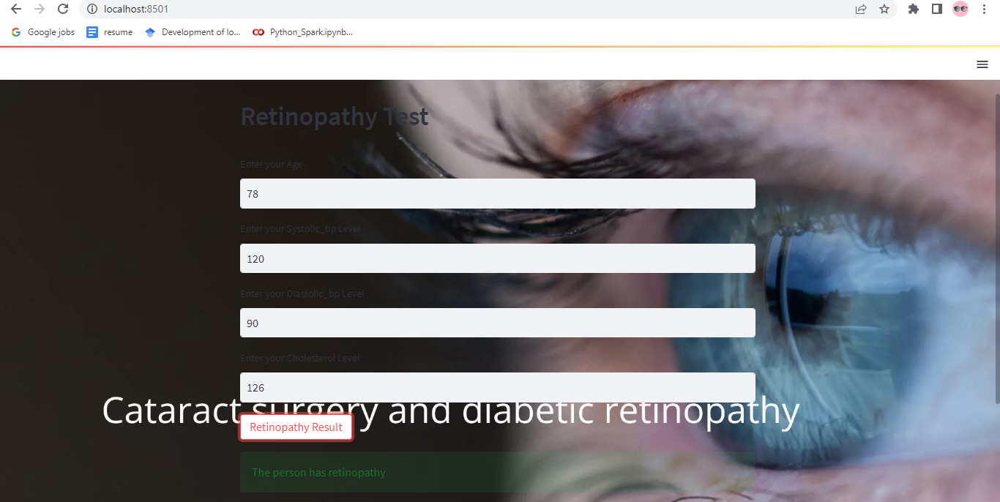 localhost:8501
Google jobs
resume
Development of lo...
Python_Spark.ipynb...
Retinopathy Test
Enter your Age
78
Enter your Systolic_bp Level
120
Enter your Diastolic_bp Level
90
Enter your Cholesterol Level
126
Cataract surgery and diabetic retinopathy
Retinopathy Result
The person has retinopathy